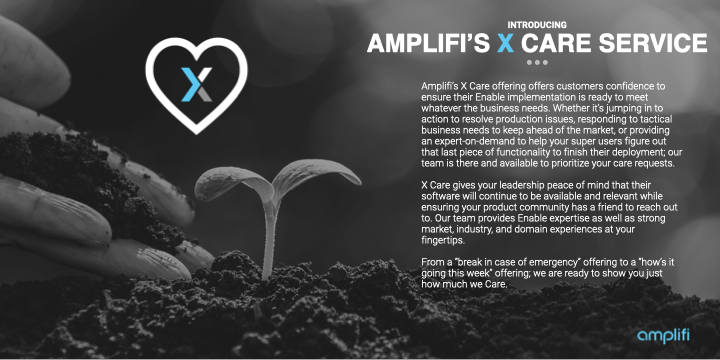 INTRODUCING
AMPLIFI'S X CARE SERVICE
X
Amplifi's X Care offering offers customers confidence to
ensure their Enable implementation is ready to meet
whatever the business needs. Whether it's jumping in to
action to resolve production issues, responding to tactical
business needs to keep ahead of the market, or providing
an expert-on-demand to help your super users figure out
that last piece of functionality to finish their deployment; our
team is there and available to prioritize your care requests.
X Care gives your leadership peace of mind that their
software will continue to be available and relevant while
ensuring your product community has a friend to reach out
to. Our team provides Enable expertise as well as strong
market, industry, and domain experiences at your
fingertips.
From a “break in case of emergency” offering to a “how’s it
going this week” offering; we are ready to show you just
how much we Care.
amplifi